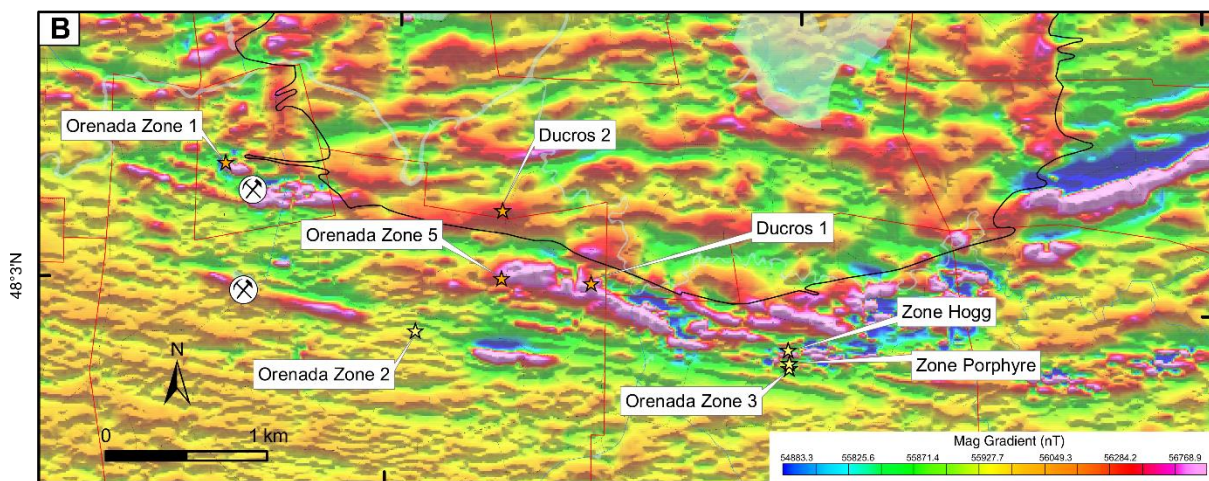 B
Orenada Zone 1
Ducros 2
Orenada Zone 5
Ducros 1
48°3'N
Zone Hogg
N
Orenada Zone 2
Zone Porphyre
Orenada Zone 3
0 1 km
Mag Gradient (nT)
54883.3 55825.6 55871.4 55927.7 56049.3 56284.2 56768.9